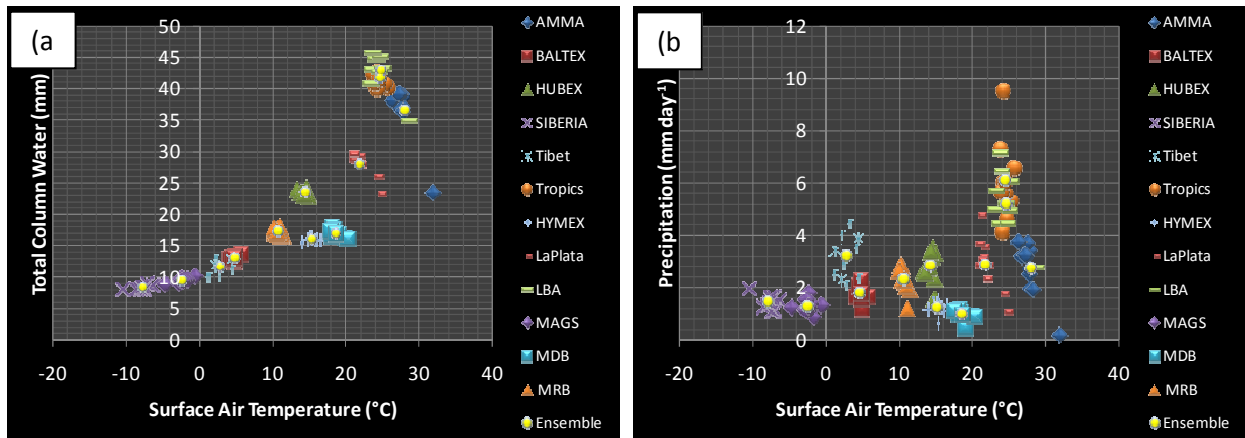 (a
Total Column Water (mm)
50
45
40
35
30
25
20
15
10
5
0
-20
-10
0
10
20
30
40
Surface Air Temperature (°C)
AMMA
BALTEX
HUBEX
SIBERIA
Tibet
Tropics
HYMEX
LaPlata
LBA
MAGS
MDB
MRB
Ensemble
(b
Precipitation (mm day-1)
12
10
8
6
4
2
0
-20
-10
0
10
20
30
40
Surface Air Temperature (°C)
AMMA
BALTEX
HUBEX
SIBERIA
Tibet
Tropics
HYMEX
LaPlata
LBA
MAGS
MDB
MRB
Ensemble